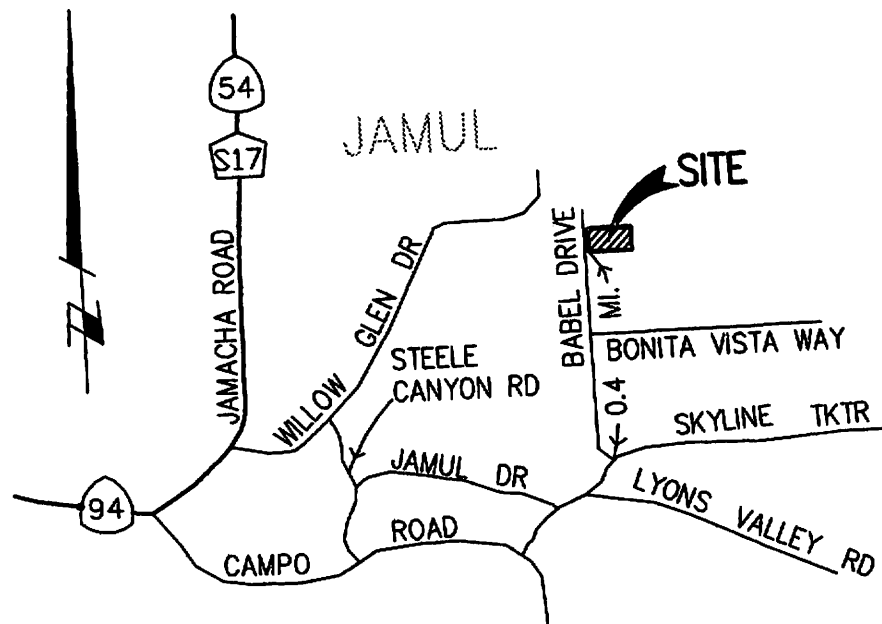 54
S17
JAMUL
SITE
JAMACHA ROAD
WILLOW GLEN DR
STEELE
CANYON RD
BABEL DRIVE
0.4 MI.
BONITA VISTA WAY
SKYLINE TKTR
JAMUL DR
LYONS VALLEY RD
94
CAMPO ROAD